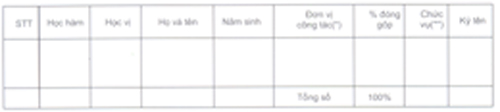 STT Học hàm Học vị Họ và tên Năm sinh Đơn vị công tác(*) % đóng góp Chức vụ(**) Ký tên
Tổng số 100%